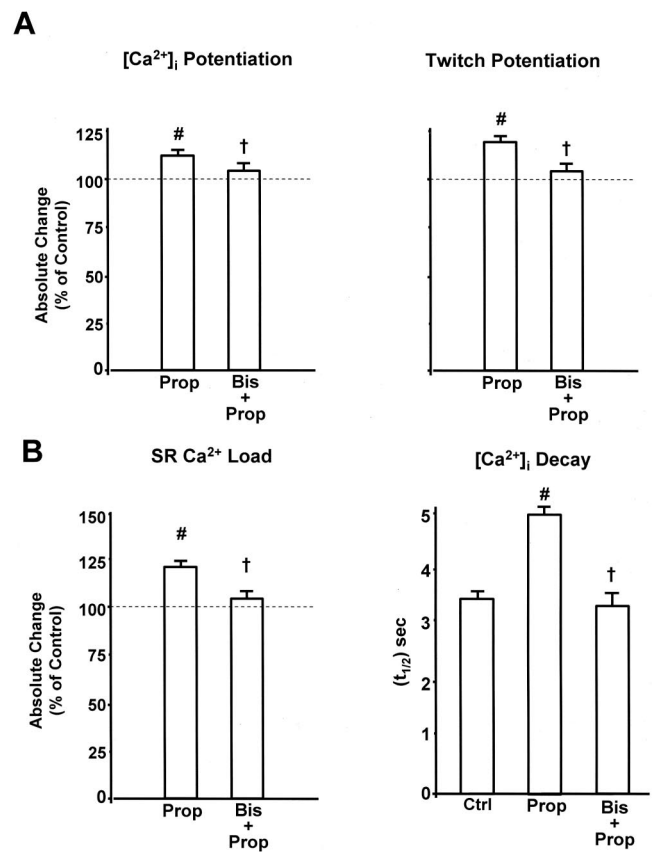 A
[Ca²⁺]ᵢ Potentiation
Absolute Change
(% of Control)
125
100
75
50
25
0
#
†
Prop
Bis
+
Prop
Twitch Potentiation
#
†
Prop
Bis
+
Prop
B
SR Ca²⁺ Load
Absolute Change
(% of Control)
150
125
100
75
50
25
0
#
†
Prop
Bis
+
Prop
[Ca²⁺]ᵢ Decay
(t₁/₂) sec
5
4
3
2
1
0
#
†
Ctrl
Prop
Bis
+
Prop